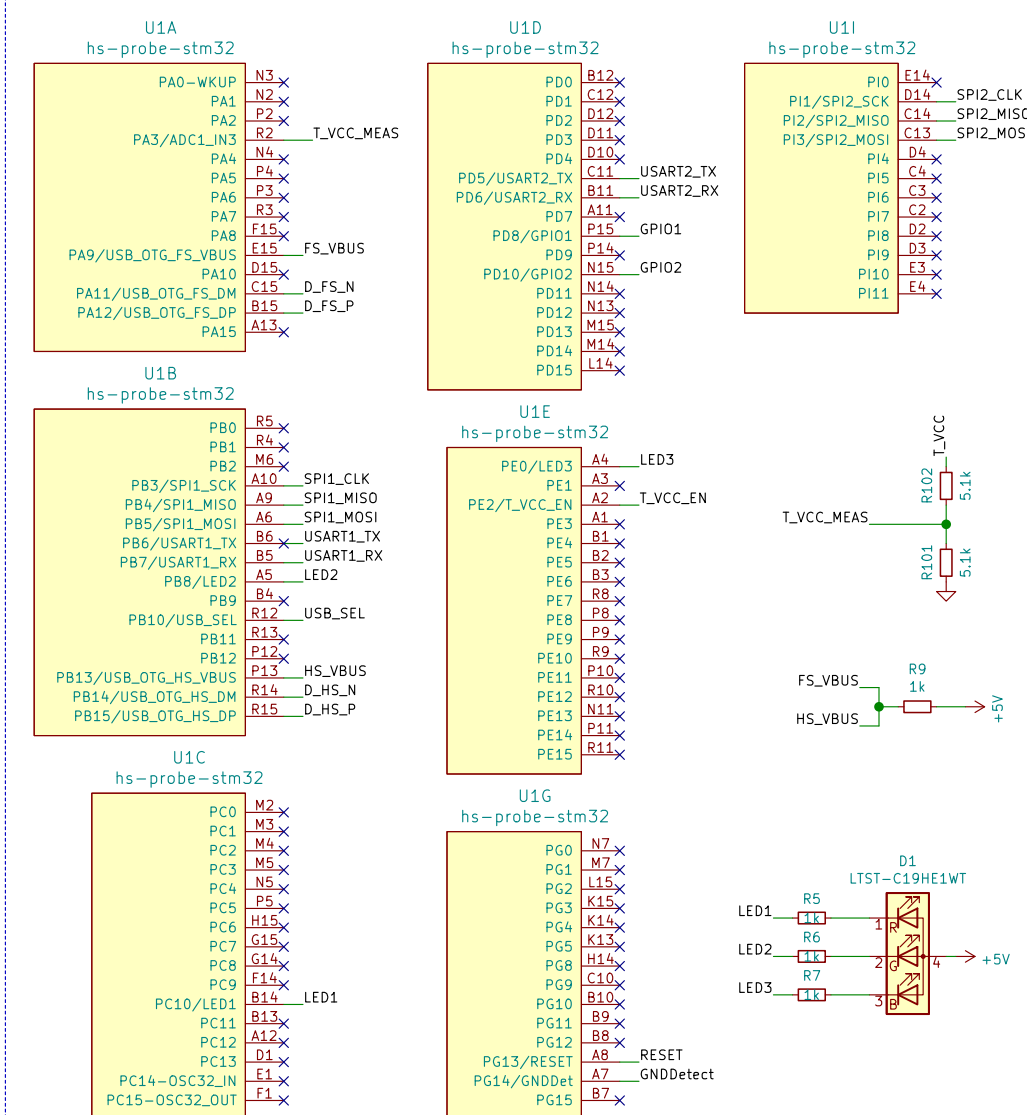 U1A
hs-probe-stm32
PA0-WKUP N3
PA1 N2
PA2 P2
PA3/ADC1_IN3 R2 T_VCC_MEAS
PA4 N4
PA5 P4
PA6 P3
PA7 R3
PA8 F15
PA9/USB_OTG_FS_VBUS E15 FS_VBUS
PA10 D15
PA11/USB_OTG_FS_DM C15 D_FS_N
PA12/USB_OTG_FS_DP B15 D_FS_P
PA15 A13
U1B
hs-probe-stm32
PB0 R5
PB1 R4
PB2 M6
PB3/SPI1_SCK A10 SPI1_CLK
PB4/SPI1_MISO A9 SPI1_MISO
PB5/SPI1_MOSI A6 SPI1_MOSI
PB6/USART1_TX B6 USART1_TX
PB7/USART1_RX B5 USART1_RX
PB8/LED2 A5 LED2
PB9 B4
PB10/USB_SEL R12 USB_SEL
PB11 R13
PB12 P12
PB13/USB_OTG_HS_VBUS P13 HS_VBUS
PB14/USB_OTG_HS_DM R14 D_HS_N
PB15/USB_OTG_HS_DP R15 D_HS_P
U1C
hs-probe-stm32
PC0 M2
PC1 M3
PC2 M4
PC3 M5
PC4 N5
PC5 P5
PC6 H15
PC7 G15
PC8 G14
PC9 F14
PC10/LED1 B14 LED1
PC11 B13
PC12 A12
PC13 D1
PC14-OSC32_IN E1
PC15-OSC32_OUT F1
U1D
hs-probe-stm32
PD0 B12
PD1 C12
PD2 D12
PD3 D11
PD4 D10
PD5/USART2_TX C11 USART2_TX
PD6/USART2_RX B11 USART2_RX
PD7 A11
PD8/GPIO1 P15 GPIO1
PD9 P14
PD10/GPIO2 N15 GPIO2
PD11 N14
PD12 N13
PD13 M15
PD14 M14
PD15 L14
U1E
hs-probe-stm32
PE0/LED3 A4 LED3
PE1 A3
PE2/T_VCC_EN A2 T_VCC_EN
PE3 A1
PE4 B1
PE5 B2
PE6 B3
PE7 R8
PE8 P8
PE9 P9
PE10 R9
PE11 P10
PE12 R10
PE13 N11
PE14 P11
PE15 R11
U1G
hs-probe-stm32
PG0 N7
PG1 M7
PG2 L15
PG3 K15
PG4 K14
PG5 K13
PG8 H14
PG9 C10
PG10 B10
PG11 B9
PG12 B8
PG13/RESET A8 RESET
PG14/GNDDet A7 GNDDetect
PG15 B7
U1I
hs-probe-stm32
PI0 E14
PI1/SPI2_SCK D14 SPI2_CLK
PI2/SPI2_MISO C14 SPI2_MISO
PI3/SPI2_MOSI C13 SPI2_MOS
PI4 D4
PI5 C4
PI6 C3
PI7 C2
PI8 D2
PI9 D3
PI10 E3
PI11 E4
T_VCC
R102 5.1k
T_VCC_MEAS
R101 5.1k
R9
1k
FS_VBUS
HS_VBUS
+5V
D1
LTST-C19HE1WT
LED1 R5 1k 1 R
LED2 R6 1k 2 G 4 +5V
LED3 R7 1k 3 B